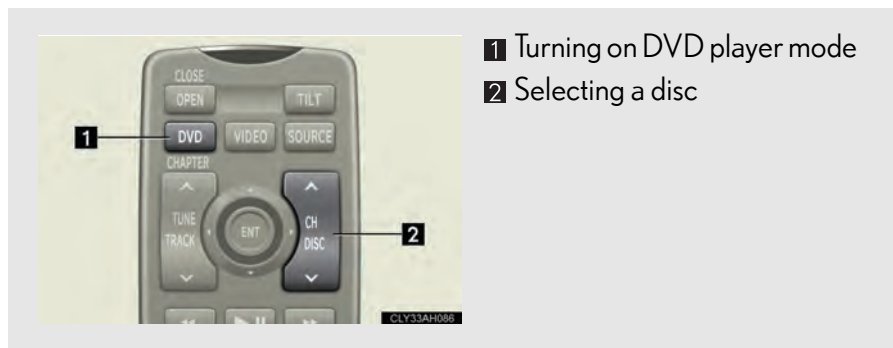 1 Turning on DVD player mode
2 Selecting a disc
CLOSE
OPEN
TILT
1
DVD
VIDEO
SOURCE
CHAPTER
TUNE
TRACK
ENT
CH
DISC
2
CLY33AH086